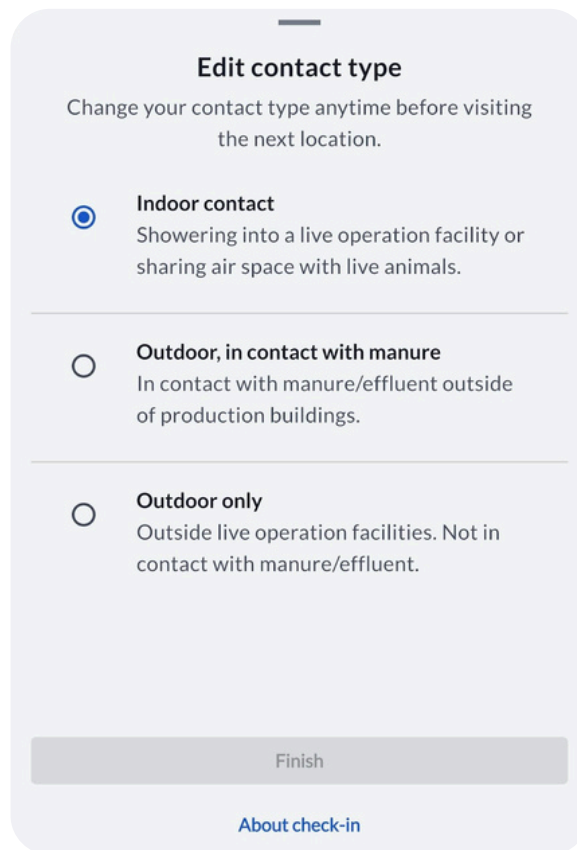 Edit contact type
Change your contact type anytime before visiting
the next location.
Indoor contact
Showering into a live operation facility or
sharing air space with live animals.
Outdoor, in contact with manure
In contact with manure/effluent outside
of production buildings.
Outdoor only
Outside live operation facilities. Not in
contact with manure/effluent.
Finish
About check-in